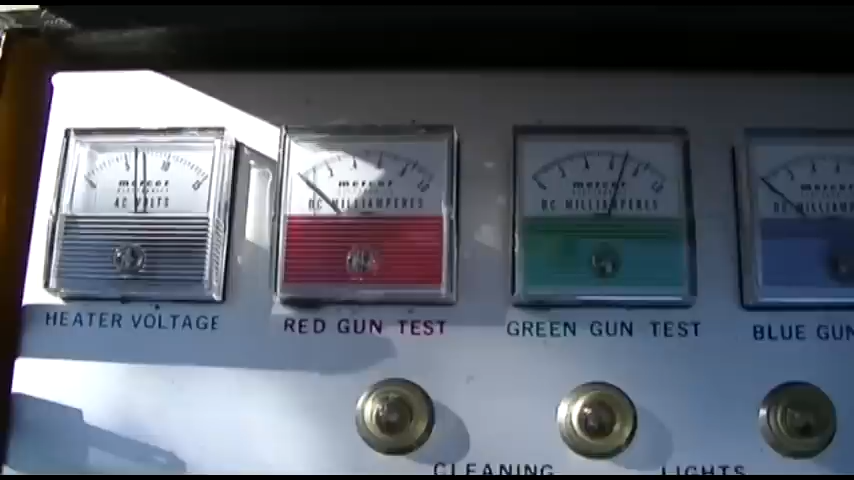 mercer
AC VOLTS
HEATER VOLTAGE
mercer
DC MILLIAMPERES
RED GUN TEST
mercer
DC MILLIAMPERES
GREEN GUN TEST
mercer
DC
BLUE GUN
CLEANING LIGHTS